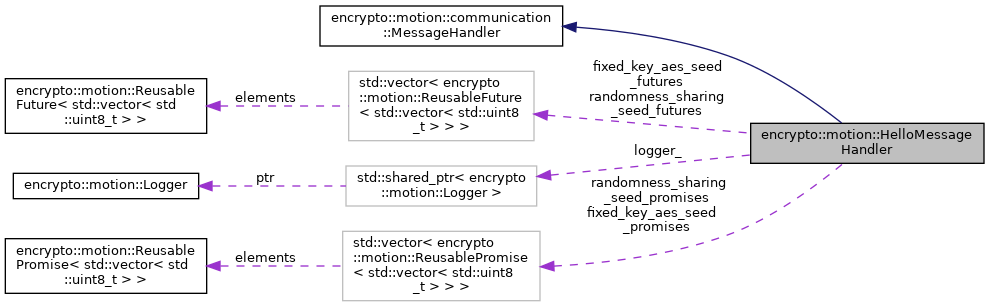 encrypto::motion::communication
::MessageHandler
encrypto::motion::Reusable
Future< std::vector< std
::uint8_t > >
elements
std::vector< encrypto
::motion::ReusableFuture
< std::vector< std::uint8
_t > > >
fixed_key_aes_seed
_futures
randomness_sharing
_seed_futures
encrypto::motion::HelloMessage
Handler
encrypto::motion::Logger
ptr
std::shared_ptr< encrypto
::motion::Logger >
logger_
encrypto::motion::Reusable
Promise< std::vector< std
::uint8_t > >
elements
std::vector< encrypto
::motion::ReusablePromise
< std::vector< std::uint8
_t > > >
randomness_sharing
_seed_promises
fixed_key_aes_seed
_promises